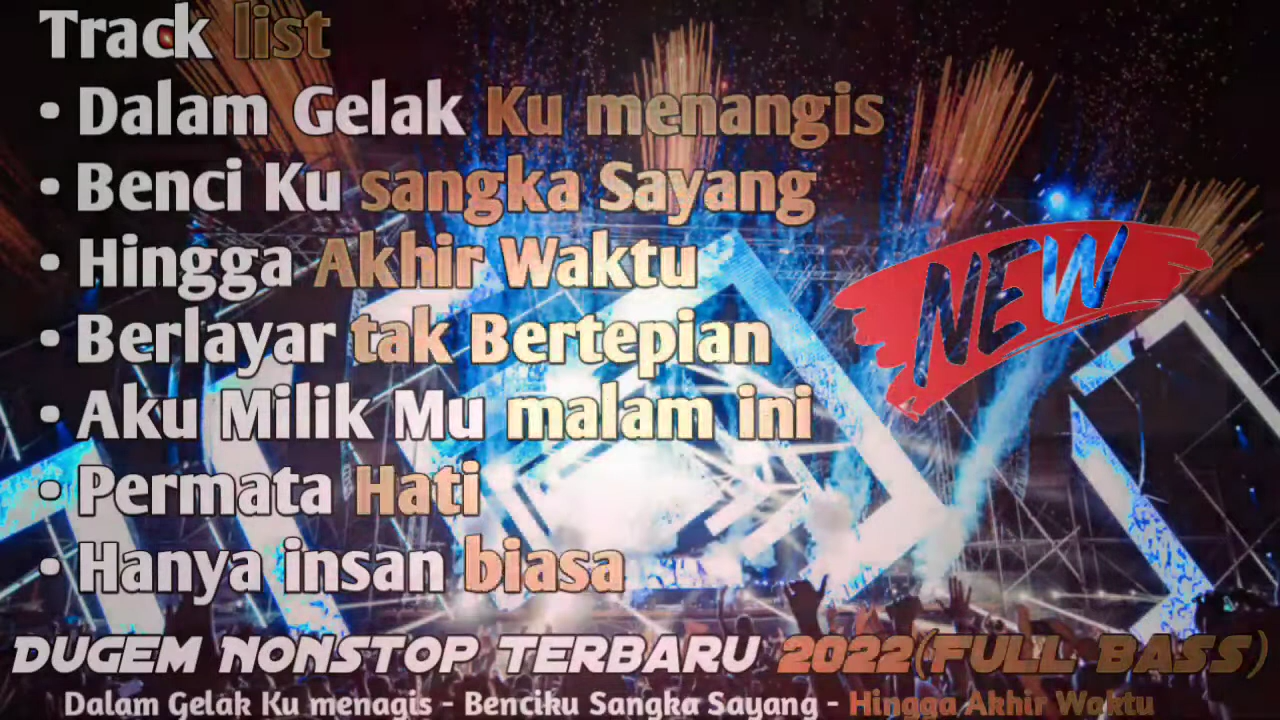 Track list
• Dalam Gelak Ku menangis
• Benci Ku sangka Sayang
• Hingga Akhir Waktu
• Berlayar tak Bertepian
• Aku Milik Mu malam ini
• Permata Hati
• Hanya insan biasa
NEW
DUGEM NONSTOP TERBARU 2022(FULL BASS)
Dalam Gelak Ku menagis - Benciku Sangka Sayang - Hingga Akhir Waktu